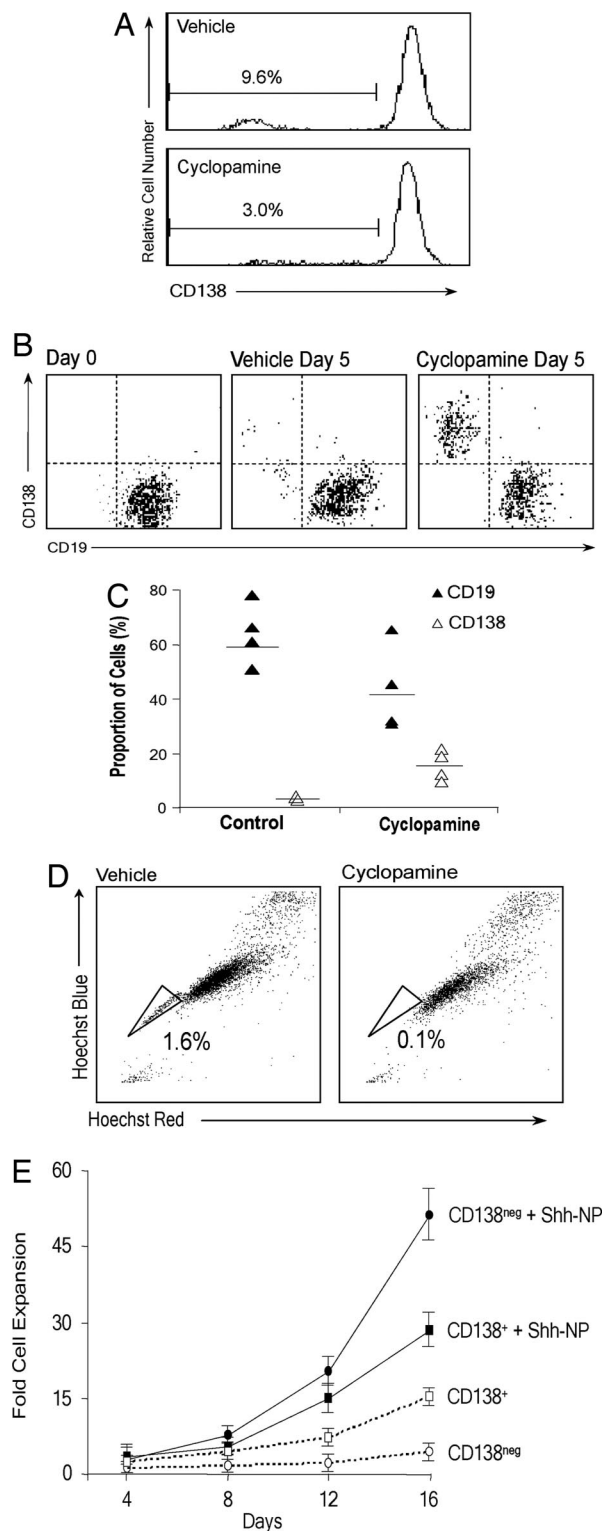 A
Vehicle
9.6%
Cyclopamine
3.0%
Relative Cell Number
CD138
B
Day 0
Vehicle Day 5
Cyclopamine Day 5
CD138
CD19
C
80
60
40
20
0
Proportion of Cells (%)
CD19
CD138
Control
Cyclopamine
D
Vehicle
Cyclopamine
Hoechst Blue
1.6%
0.1%
Hoechst Red
E
60
45
30
15
0
Fold Cell Expansion
CD138neg + Shh-NP
CD138+ + Shh-NP
CD138+
CD138neg
4
8
12
16
Days